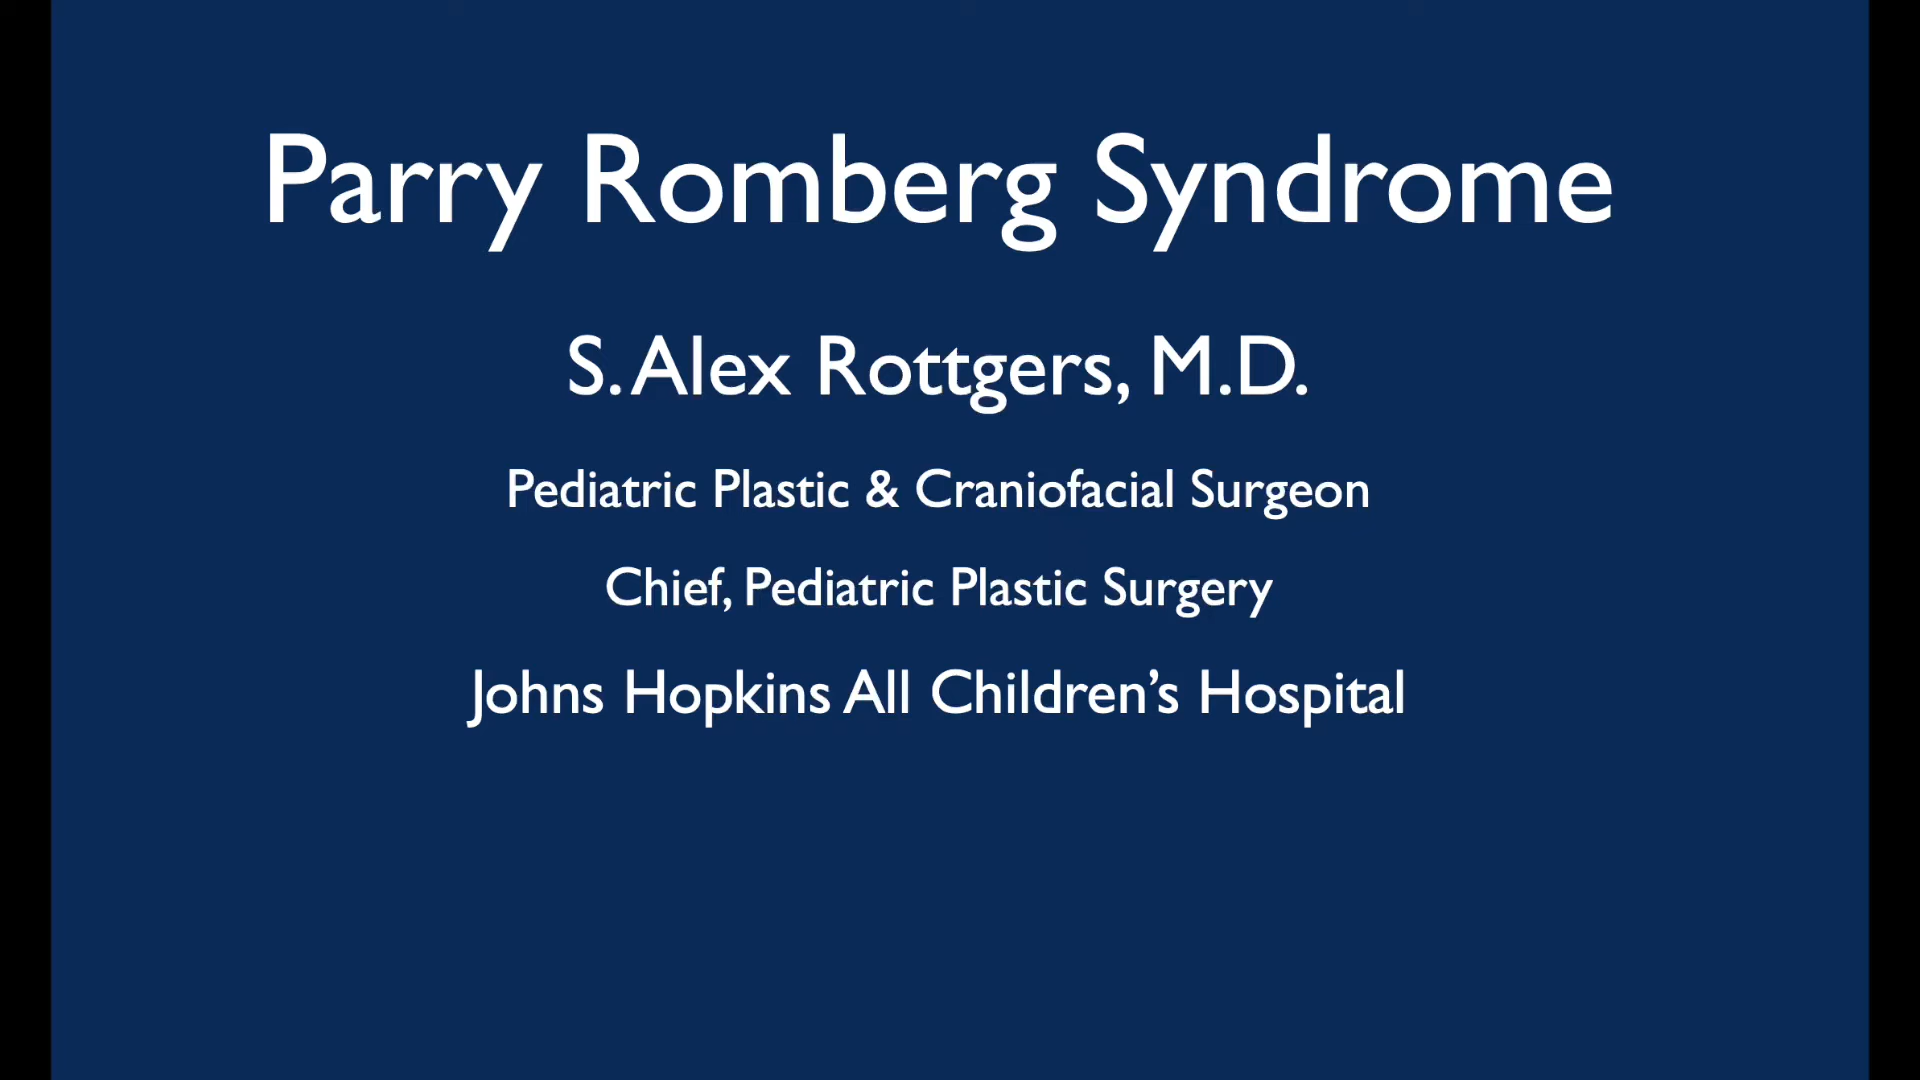 Parry Romberg Syndrome
S. Alex Rottgers, M.D.
Pediatric Plastic & Craniofacial Surgeon
Chief, Pediatric Plastic Surgery
Johns Hopkins All Children’s Hospital